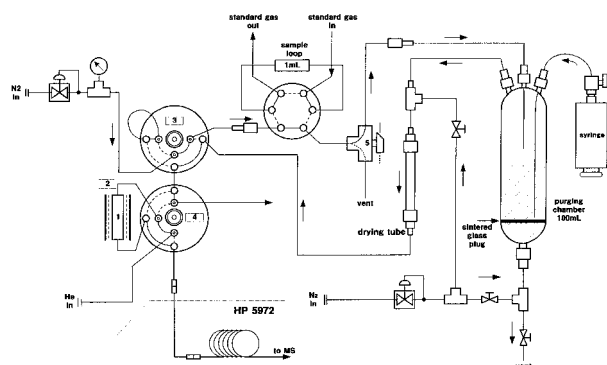 standard gas
out
standard gas
in
sample
loop
1mL
N2
in
3
5
syringe
vent
purging
chamber
100mL
sintered
glass
plug
drying tube
2
1
4
He
in
N2
in
HP 5972
to MS